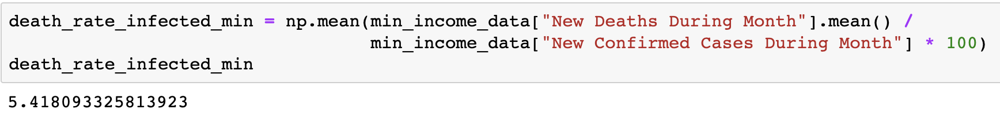 death_rate_infected_min = np.mean(min_income_data["New Deaths During Month"].mean() /
min_income_data["New Confirmed Cases During Month"] * 100)
death_rate_infected_min
5.418093325813923